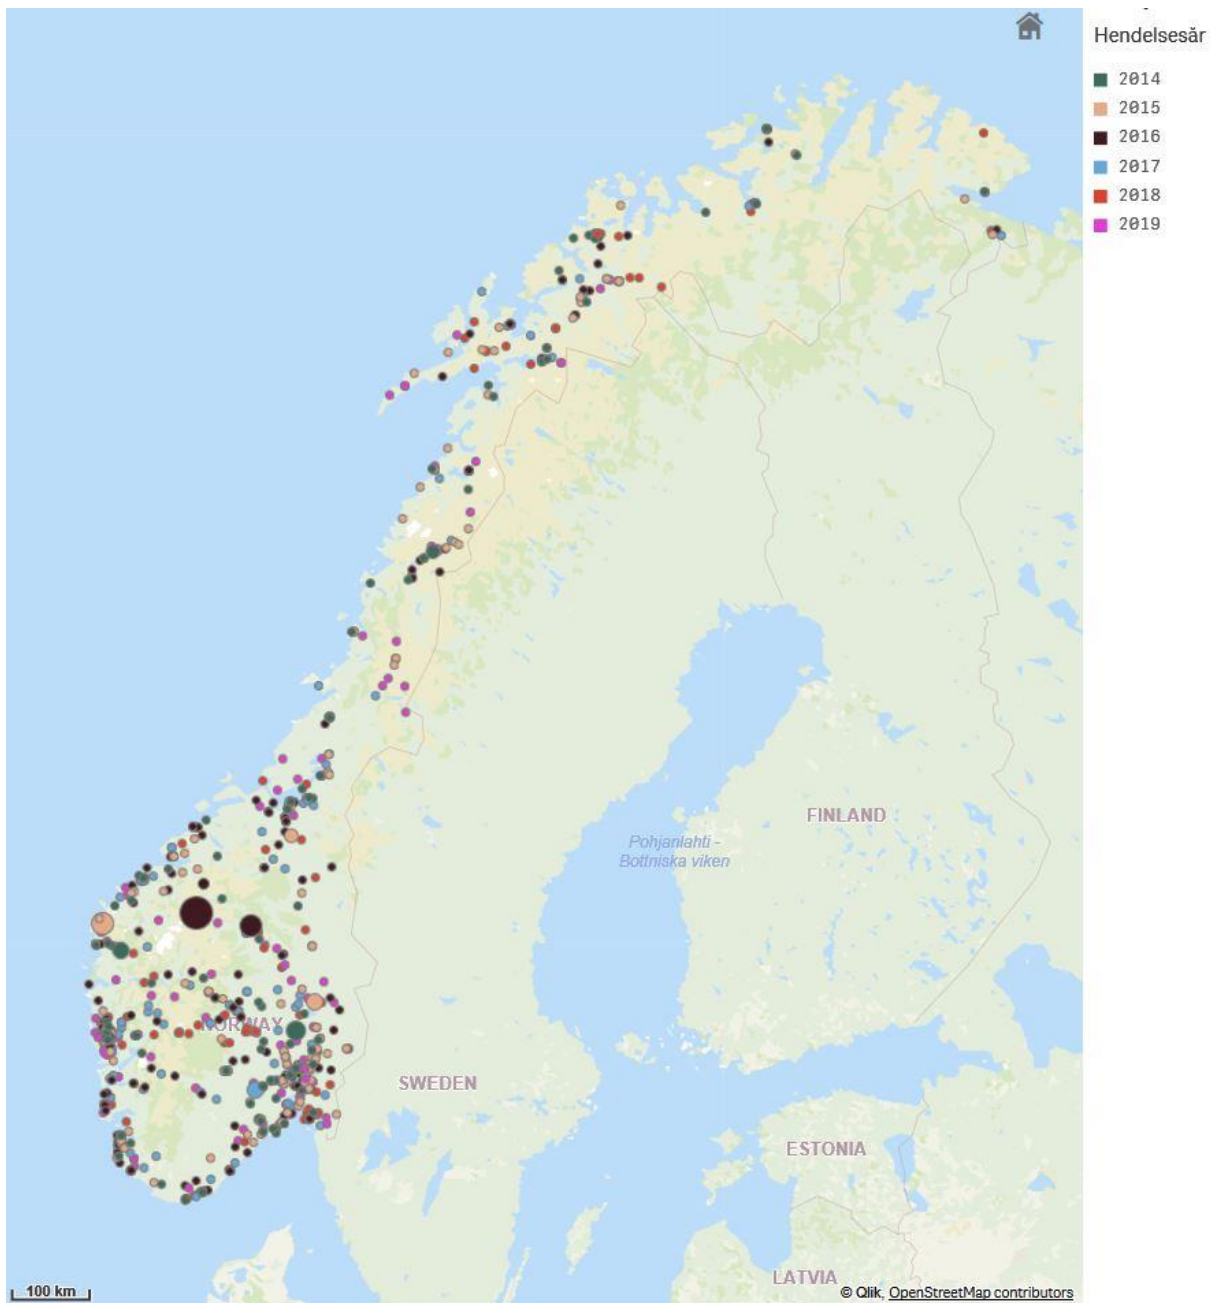 Hendelsesår
2014
2015
2016
2017
2018
2019
FINLAND
Pohjanlahti -
Bottniska viken
NORWAY
SWEDEN
ESTONIA
LATVIA
100 km
© Qlik, OpenStreetMap contributors